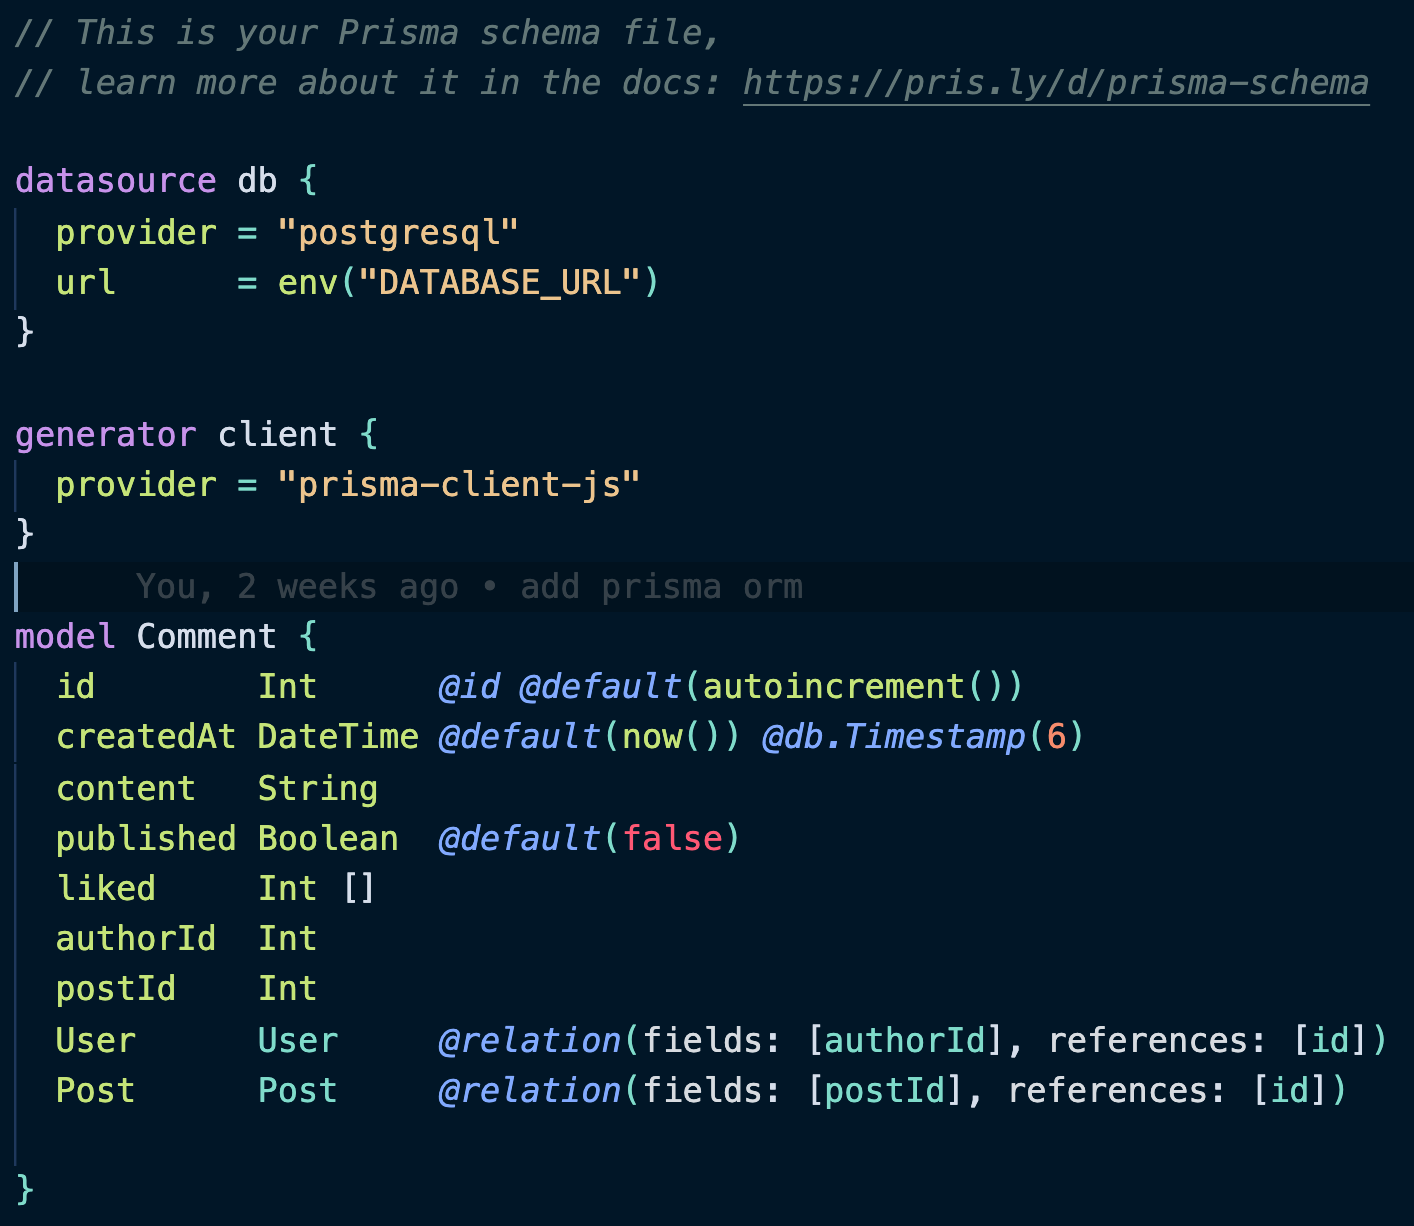 // This is your Prisma schema file,
// learn more about it in the docs: https://pris.ly/d/prisma-schema

datasource db {
  provider = "postgresql"
  url      = env("DATABASE_URL")
}

generator client {
  provider = "prisma-client-js"
}
You, 2 weeks ago • add prisma orm
model Comment {
  id        Int      @id @default(autoincrement())
  createdAt DateTime @default(now()) @db.Timestamp(6)
  content   String
  published Boolean  @default(false)
  liked     Int []
  authorId  Int
  postId    Int
  User      User     @relation(fields: [authorId], references: [id])
  Post      Post     @relation(fields: [postId], references: [id])

}